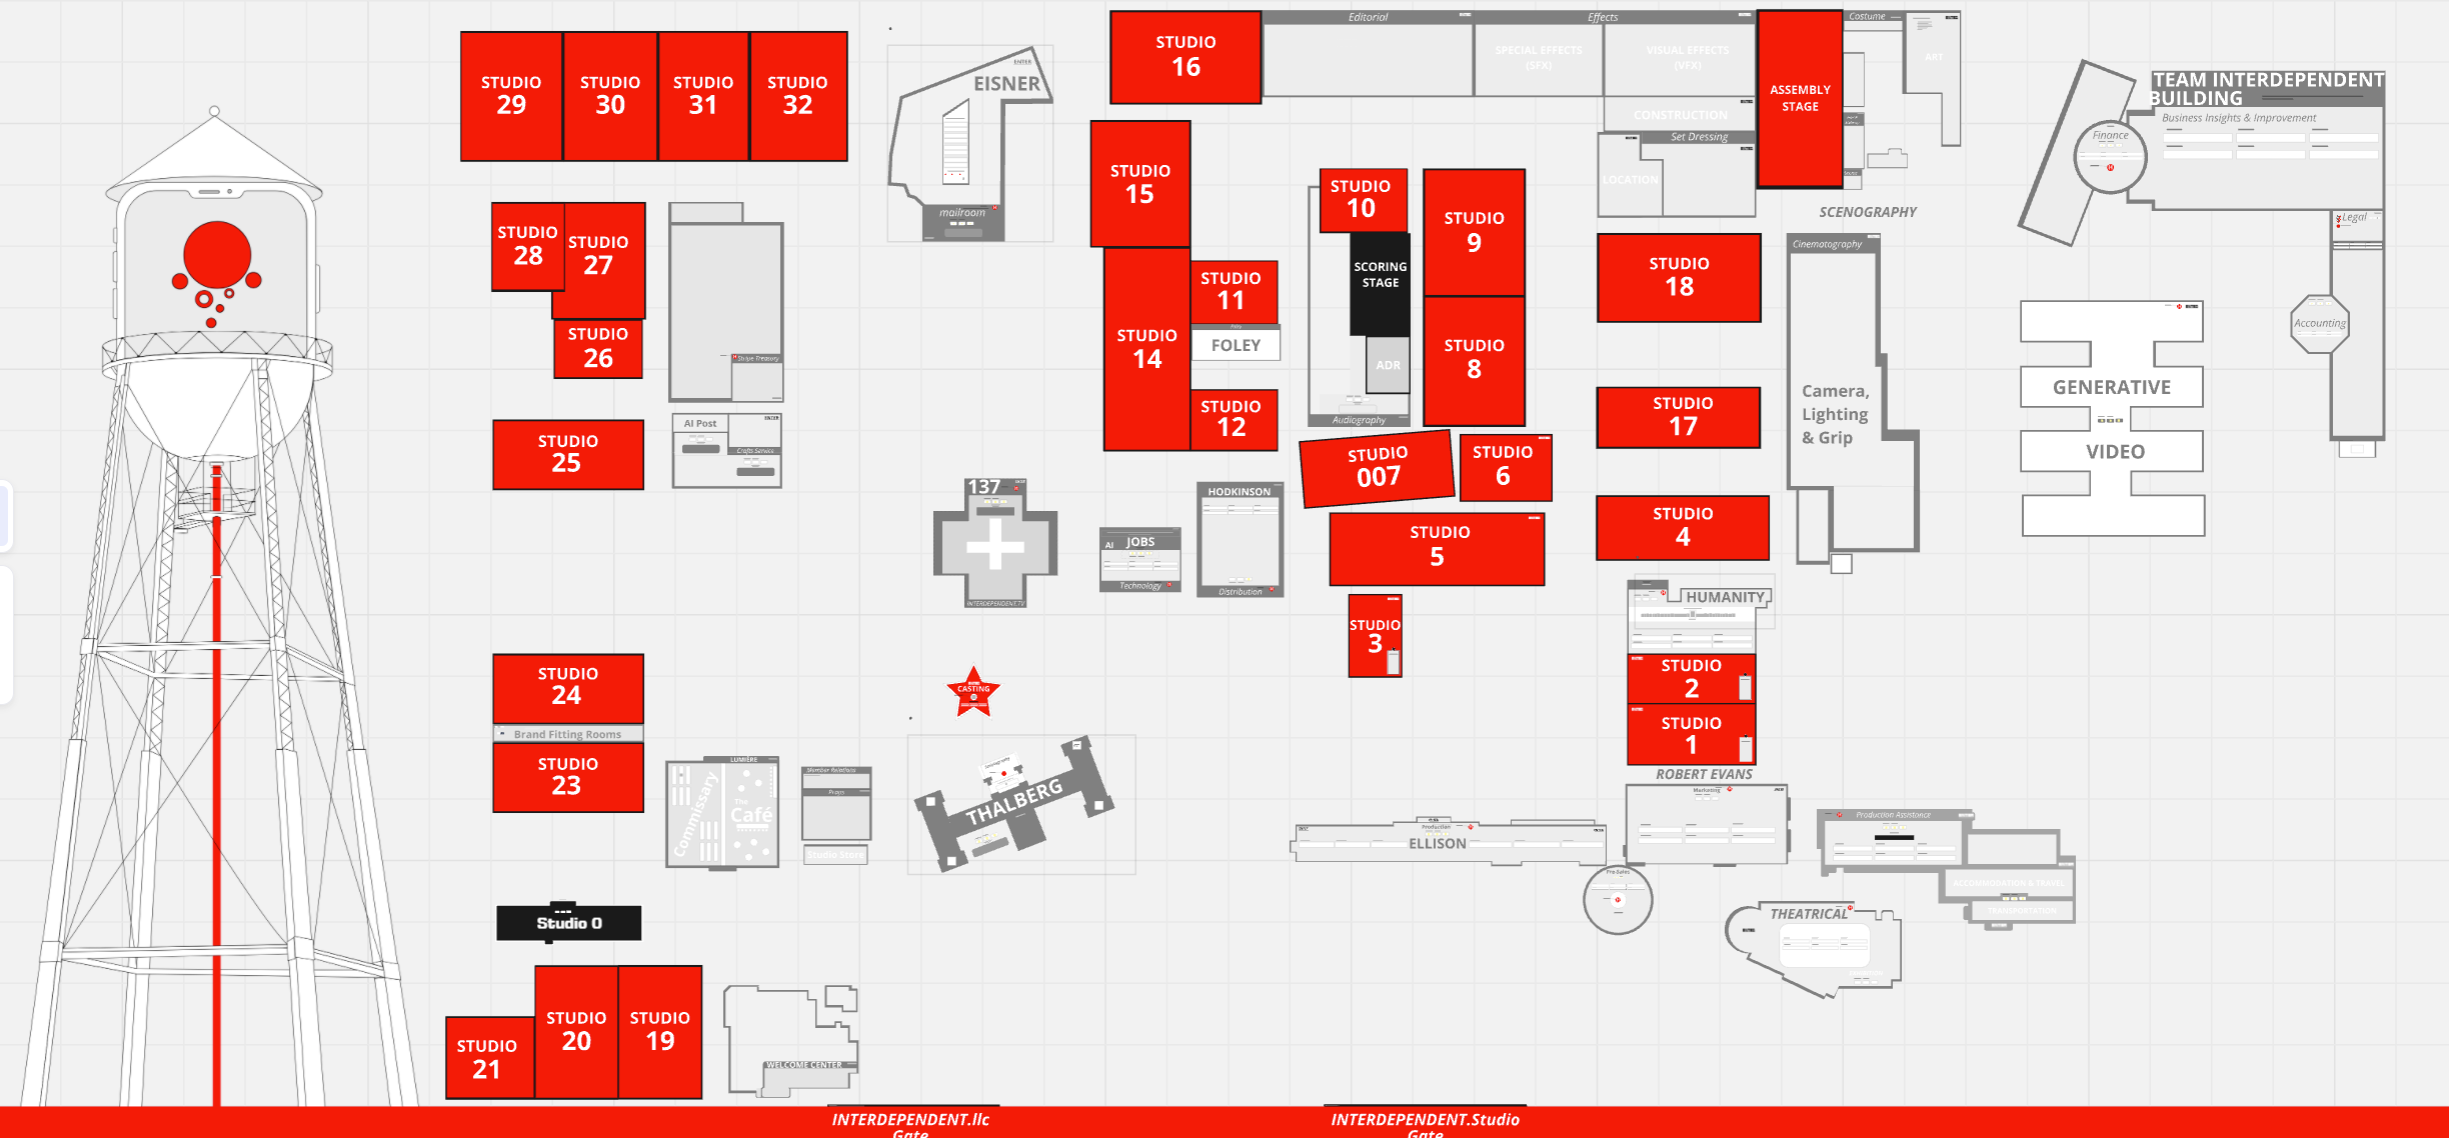 STUDIO
29
STUDIO
30
STUDIO
31
STUDIO
32
ENTER
EISNER
mailroom
STUDIO
16
Editorial
Effects
SPECIAL EFFECTS
(SFX)
VISUAL EFFECTS
(VFX)
CONSTRUCTION
Set Dressing
LOCATION
ASSEMBLY
STAGE
Costume
ART
SCENOGRAPHY
TEAM INTERDEPENDENT
BUILDING
Business Insights & Improvement
Finance
Legal
Accounting
STUDIO
28
STUDIO
27
STUDIO
26
STUDIO
25
Stripe Treasury
AI Post
Crafts Service
STUDIO
15
STUDIO
14
STUDIO
11
FOLEY
STUDIO
12
STUDIO
10
SCORING
STAGE
ADR
Audiography
STUDIO
9
STUDIO
8
STUDIO
007
STUDIO
6
STUDIO
5
STUDIO
3
STUDIO
18
STUDIO
17
STUDIO
4
Cinematography
Camera,
Lighting
& Grip
GENERATIVE
VIDEO
137
INTERDEPENDENT.TV
AI JOBS
Technology
HODKINSON
Distribution
HUMANITY
STUDIO
2
STUDIO
1
ROBERT EVANS
Marketing
STUDIO
24
Brand Fitting Rooms
STUDIO
23
CASTING
LUMIÈRE
Commissary
The
Café
Member Relations
Props
Studio Store
THALBERG
Production
ELLISON
Pre-Sales
Production Assistance
ACCOMMODATION & TRAVEL
TRANSPORTATION
THEATRICAL
Studio 0
STUDIO
21
STUDIO
20
STUDIO
19
WELCOME CENTER
INTERDEPENDENT.llc
Gate
INTERDEPENDENT.Studio
Gate